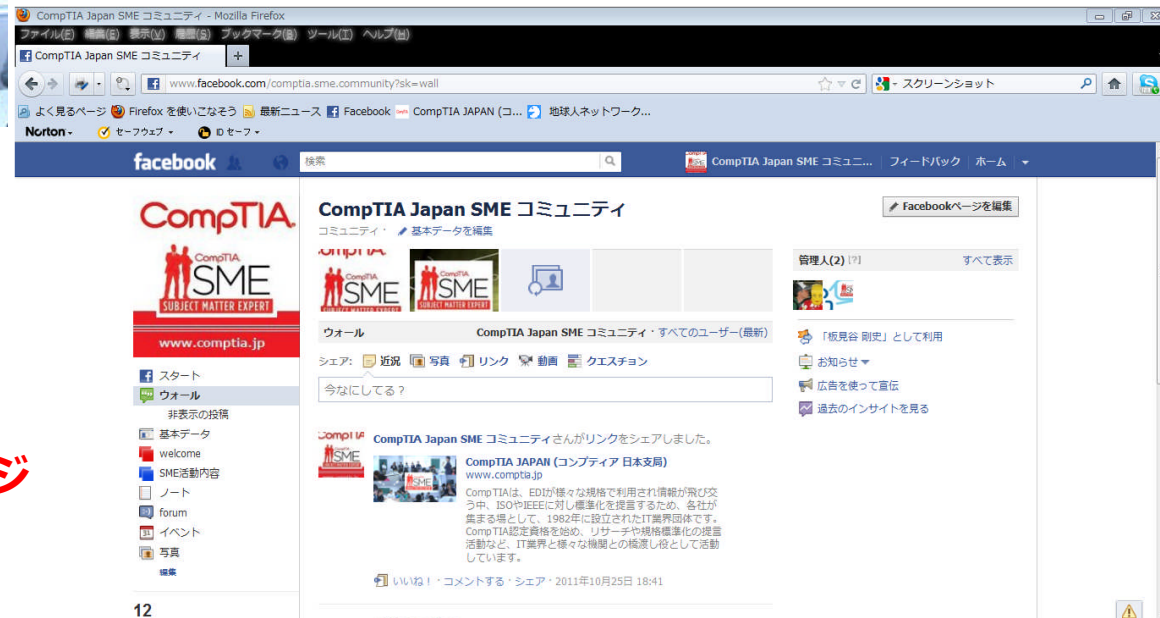 CompTIA Japan SME コミュニティ - Mozilla Firefox
ファイル(F) 編集(E) 表示(V) 履歴(S) ブックマーク(B) ツール(T) ヘルプ(H)
CompTIA Japan SME コミュニティ
www.facebook.com/comptia.sme.community?sk=wall
スクリーンショット
よく見るページ Firefox を使いこなそう 最新ニュース Facebook CompTIA JAPAN (コ... 地球人ネットワーク...
Norton セーフウェブ ID セーフ
facebook 検索 CompTIA Japan SME コミュニ... フィードバック ホーム
CompTIA.
CompTIA
SME
SUBJECT MATTER EXPERT
www.comptia.jp
CompTIA Japan SME コミュニティ
コミュニティ · 基本データを編集
Facebookページを編集
CompTIA
SME
SUBJECT MATTER EXPERT
CompTIA
SME
SUBJECT MATTER EXPERT
ウォール CompTIA Japan SME コミュニティ · すべてのユーザー(最新)
シェア: 近況 写真 リンク 動画 クエスチョン
今なにしてる?
管理人(2) [?] すべて表示
「板見谷 剛史」として利用
お知らせ
広告を使って宣伝
過去のインサイトを見る
スタート
ウォール
非表示の投稿
基本データ
welcome
SME活動内容
ノート
forum
イベント
写真
編集
12
ジ
SME
CompTIA Japan SME コミュニティさんがリンクをシェアしました。
SME
CompTIA JAPAN (コンプティア 日本支局)
www.comptia.jp
CompTIAは、EDIが様々な規格で利用され情報が飛び交
う中、ISOやIEEEに対し標準化を提言するため、各社が
集まる場として、1982年に設立されたIT業界団体です。
CompTIA認定資格を始め、リサーチや規格標準化の提言
活動など、IT業界と様々な機関との橋渡し役として活動
しています。
いいね! · コメントする · シェア · 2011年10月25日 18:41